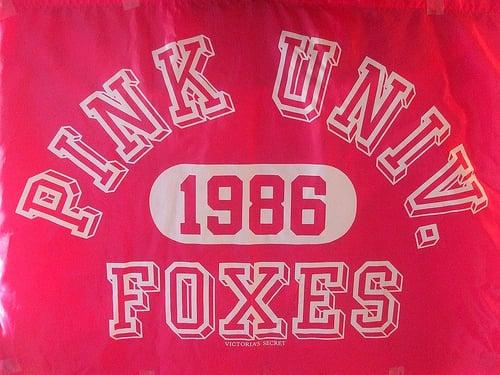 PINK UNIV.
1986
FOXES
VICTORIA'S SECRET